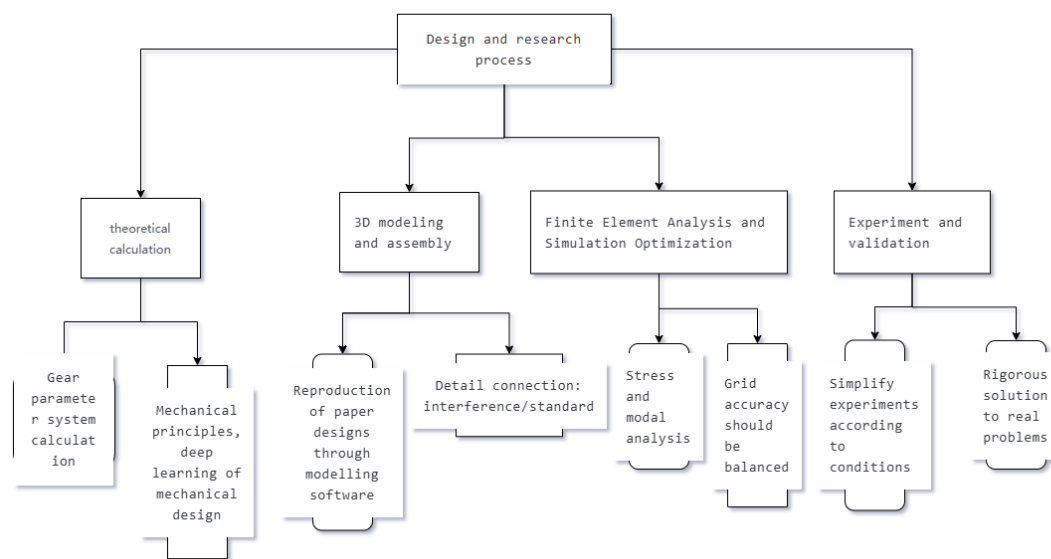 Design and research
process
theoretical
calculation
3D modeling
and assembly
Finite Element Analysis and
Simulation Optimization
Experiment and
validation
Gear
paramete
r system
calculat
ion
Mechanical
principles,
deep
learning of
mechanical
design
Reproduction
of paper
designs
through
modelling
software
Detail connection:
interference/standard
Stress
and
modal
analysis
Grid
accuracy
should
be
balanced
Simplify
experiments
according
to
conditions
Rigorous
solution
to real
problems